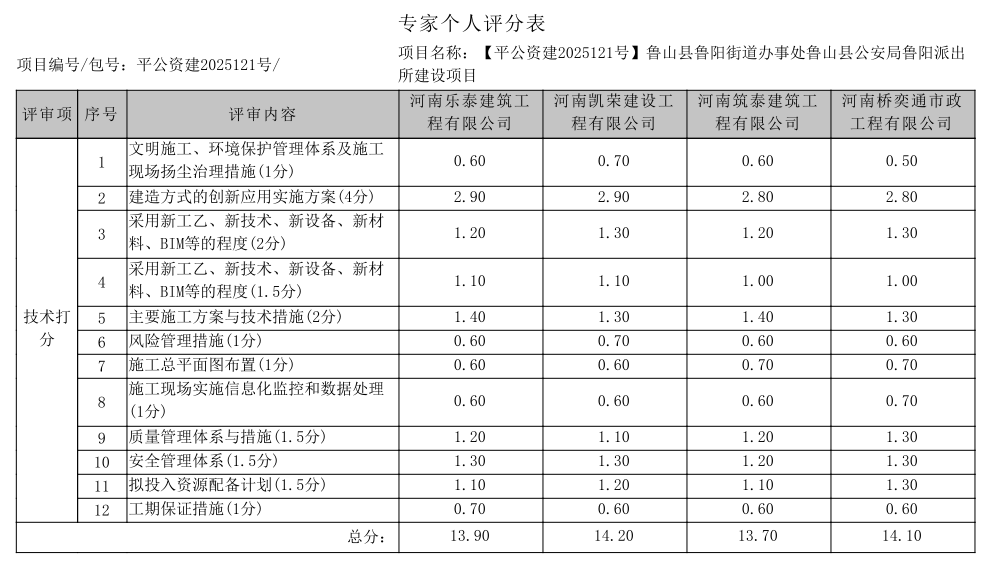 专家个人评分表
项目编号/包号: 平公资建2025121号/
项目名称: 【平公资建2025121号】鲁山县鲁阳街道办事处鲁山县公安局鲁阳派出
所建设项目
评审项 序号 评审内容 河南乐泰建筑工 河南凯荣建设工 河南筑泰建筑工 河南桥奕通市政
程有限公司 程有限公司 程有限公司 工程有限公司
技术打
分
1 文明施工、环境保护管理体系及施工
现场扬尘治理措施(1分) 0.60 0.70 0.60 0.50
2 建造方式的创新应用实施方案(4分) 2.90 2.90 2.80 2.80
3 采用新工乙、新技术、新设备、新材
料、BIM等的程度(2分) 1.20 1.30 1.20 1.30
4 采用新工乙、新技术、新设备、新材
料、BIM等的程度(1.5分) 1.10 1.10 1.00 1.00
5 主要施工方案与技术措施(2分) 1.40 1.30 1.40 1.30
6 风险管理措施(1分) 0.60 0.70 0.60 0.60
7 施工总平面图布置(1分) 0.60 0.60 0.70 0.70
8 施工现场实施信息化监控和数据处理
(1分) 0.60 0.60 0.60 0.70
9 质量管理体系与措施(1.5分) 1.20 1.10 1.20 1.30
10 安全管理体系(1.5分) 1.30 1.30 1.20 1.30
11 拟投入资源配备计划(1.5分) 1.10 1.20 1.10 1.30
12 工期保证措施(1分) 0.70 0.60 0.60 0.60
总分: 13.90 14.20 13.70 14.10